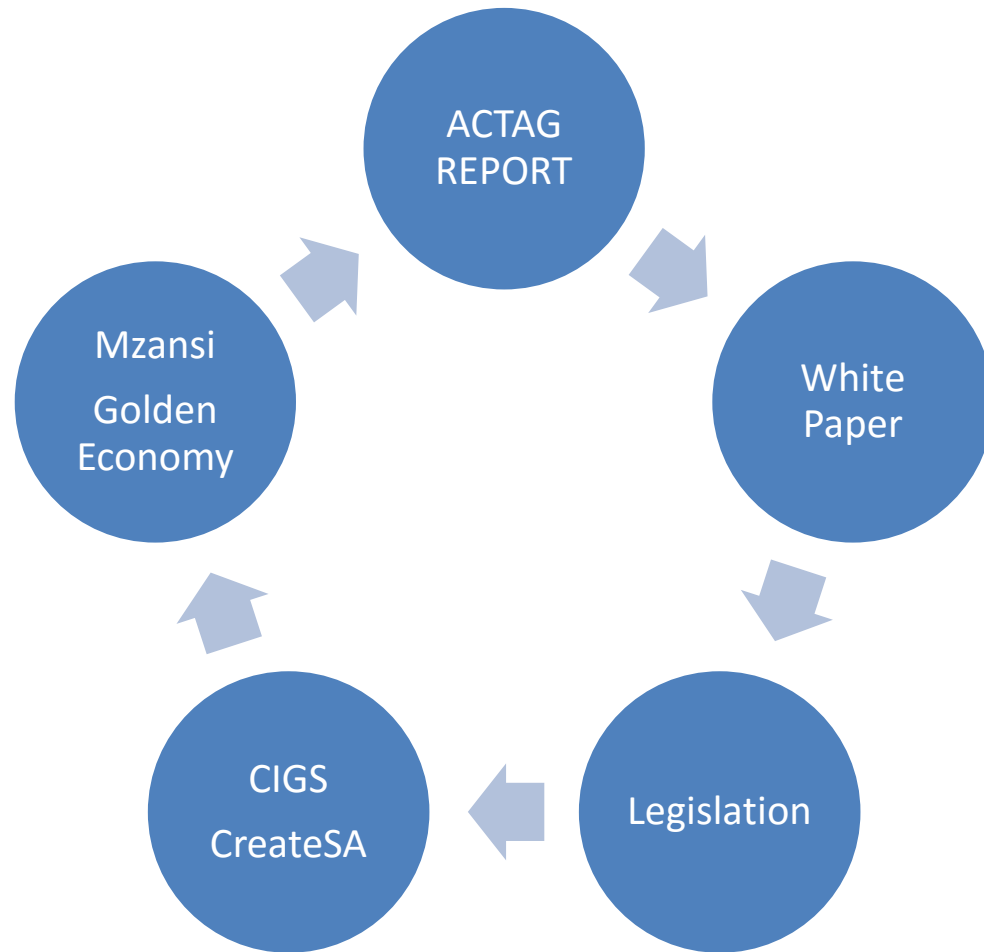 ACTAG
REPORT
White
Paper
Legislation
CIGS
CreateSA
Mzansi
Golden
Economy